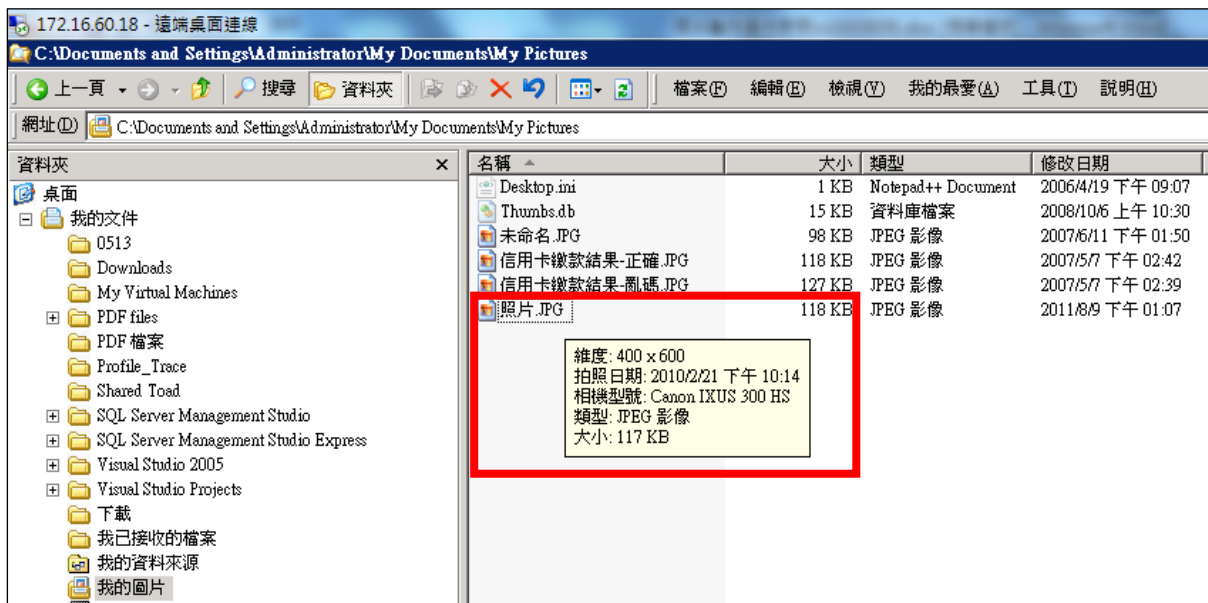 172.16.60.18 - 遠端桌面連線
C:\Documents and Settings\Administrator\My Documents\My Pictures
上一頁 搜尋 資料夾 檔案(F) 編輯(E) 檢視(V) 我的最愛(A) 工具(T) 說明(H)
網址(D) C:\Documents and Settings\Administrator\My Documents\My Pictures
資料夾 x
桌面
我的文件
0513
Downloads
My Virtual Machines
PDF files
PDF 檔案
Profile_Trace
Shared Toad
SQL Server Management Studio
SQL Server Management Studio Express
Visual Studio 2005
Visual Studio Projects
下載
我已接收的檔案
我的資料來源
我的圖片
名稱 大小 類型 修改日期
Desktop.ini 1 KB Notepad++ Document 2006/4/19 下午 09:07
Thumbs.db 15 KB 資料庫檔案 2008/10/6 上午 10:30
未命名.JPG 98 KB JPEG 影像 2007/6/11 下午 01:50
信用卡繳款結果-正確.JPG 118 KB JPEG 影像 2007/5/7 下午 02:42
信用卡繳款結果-亂碼.JPG 127 KB JPEG 影像 2007/5/7 下午 02:39
照片.JPG 118 KB JPEG 影像 2011/8/9 下午 01:07
維度: 400 x 600
拍照日期: 2010/2/21 下午 10:14
相機型號: Canon IXUS 300 HS
類型: JPEG 影像
大小: 117 KB